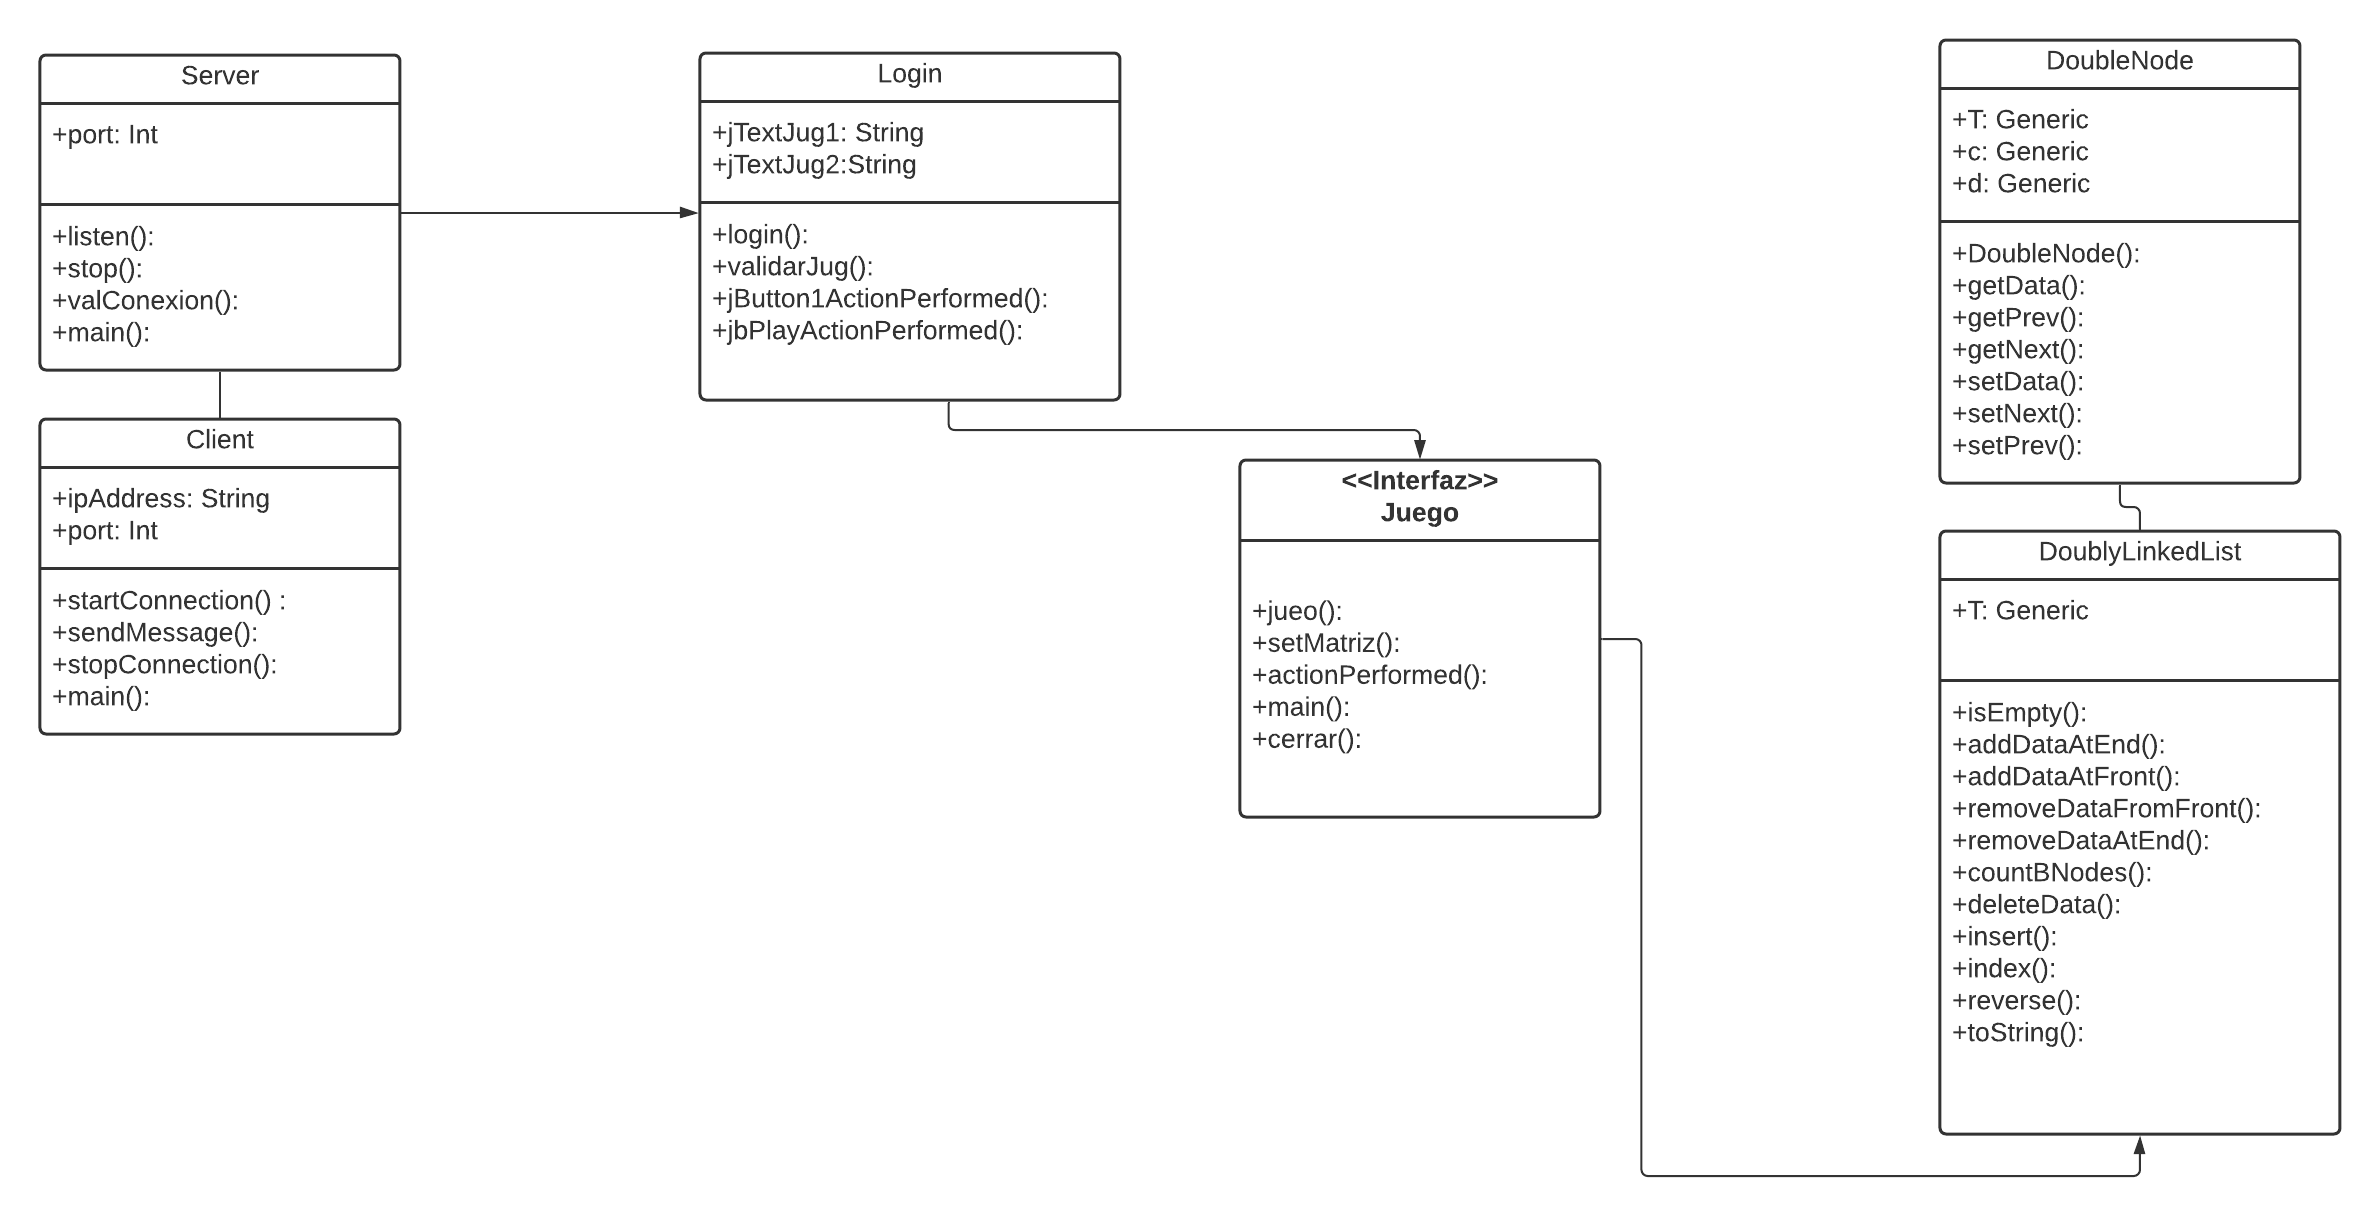 Server
+port: Int
+listen():
+stop():
+valConexion():
+main():
Client
+ipAddress: String
+port: Int
+startConnection() :
+sendMessage():
+stopConnection():
+main():
Login
+jTextJug1: String
+jTextJug2:String
+login():
+validarJug():
+jButton1ActionPerformed():
+jbPlayActionPerformed():
<<Interfaz>>
Juego
+jueo():
+setMatriz():
+actionPerformed():
+main():
+cerrar():
DoubleNode
+T: Generic
+c: Generic
+d: Generic
+DoubleNode():
+getData():
+getPrev():
+getNext():
+setData():
+setNext():
+setPrev():
DoublyLinkedList
+T: Generic
+isEmpty():
+addDataAtEnd():
+addDataAtFront():
+removeDataFromFront():
+removeDataAtEnd():
+countBNodes():
+deleteData():
+insert():
+index():
+reverse():
+toString():